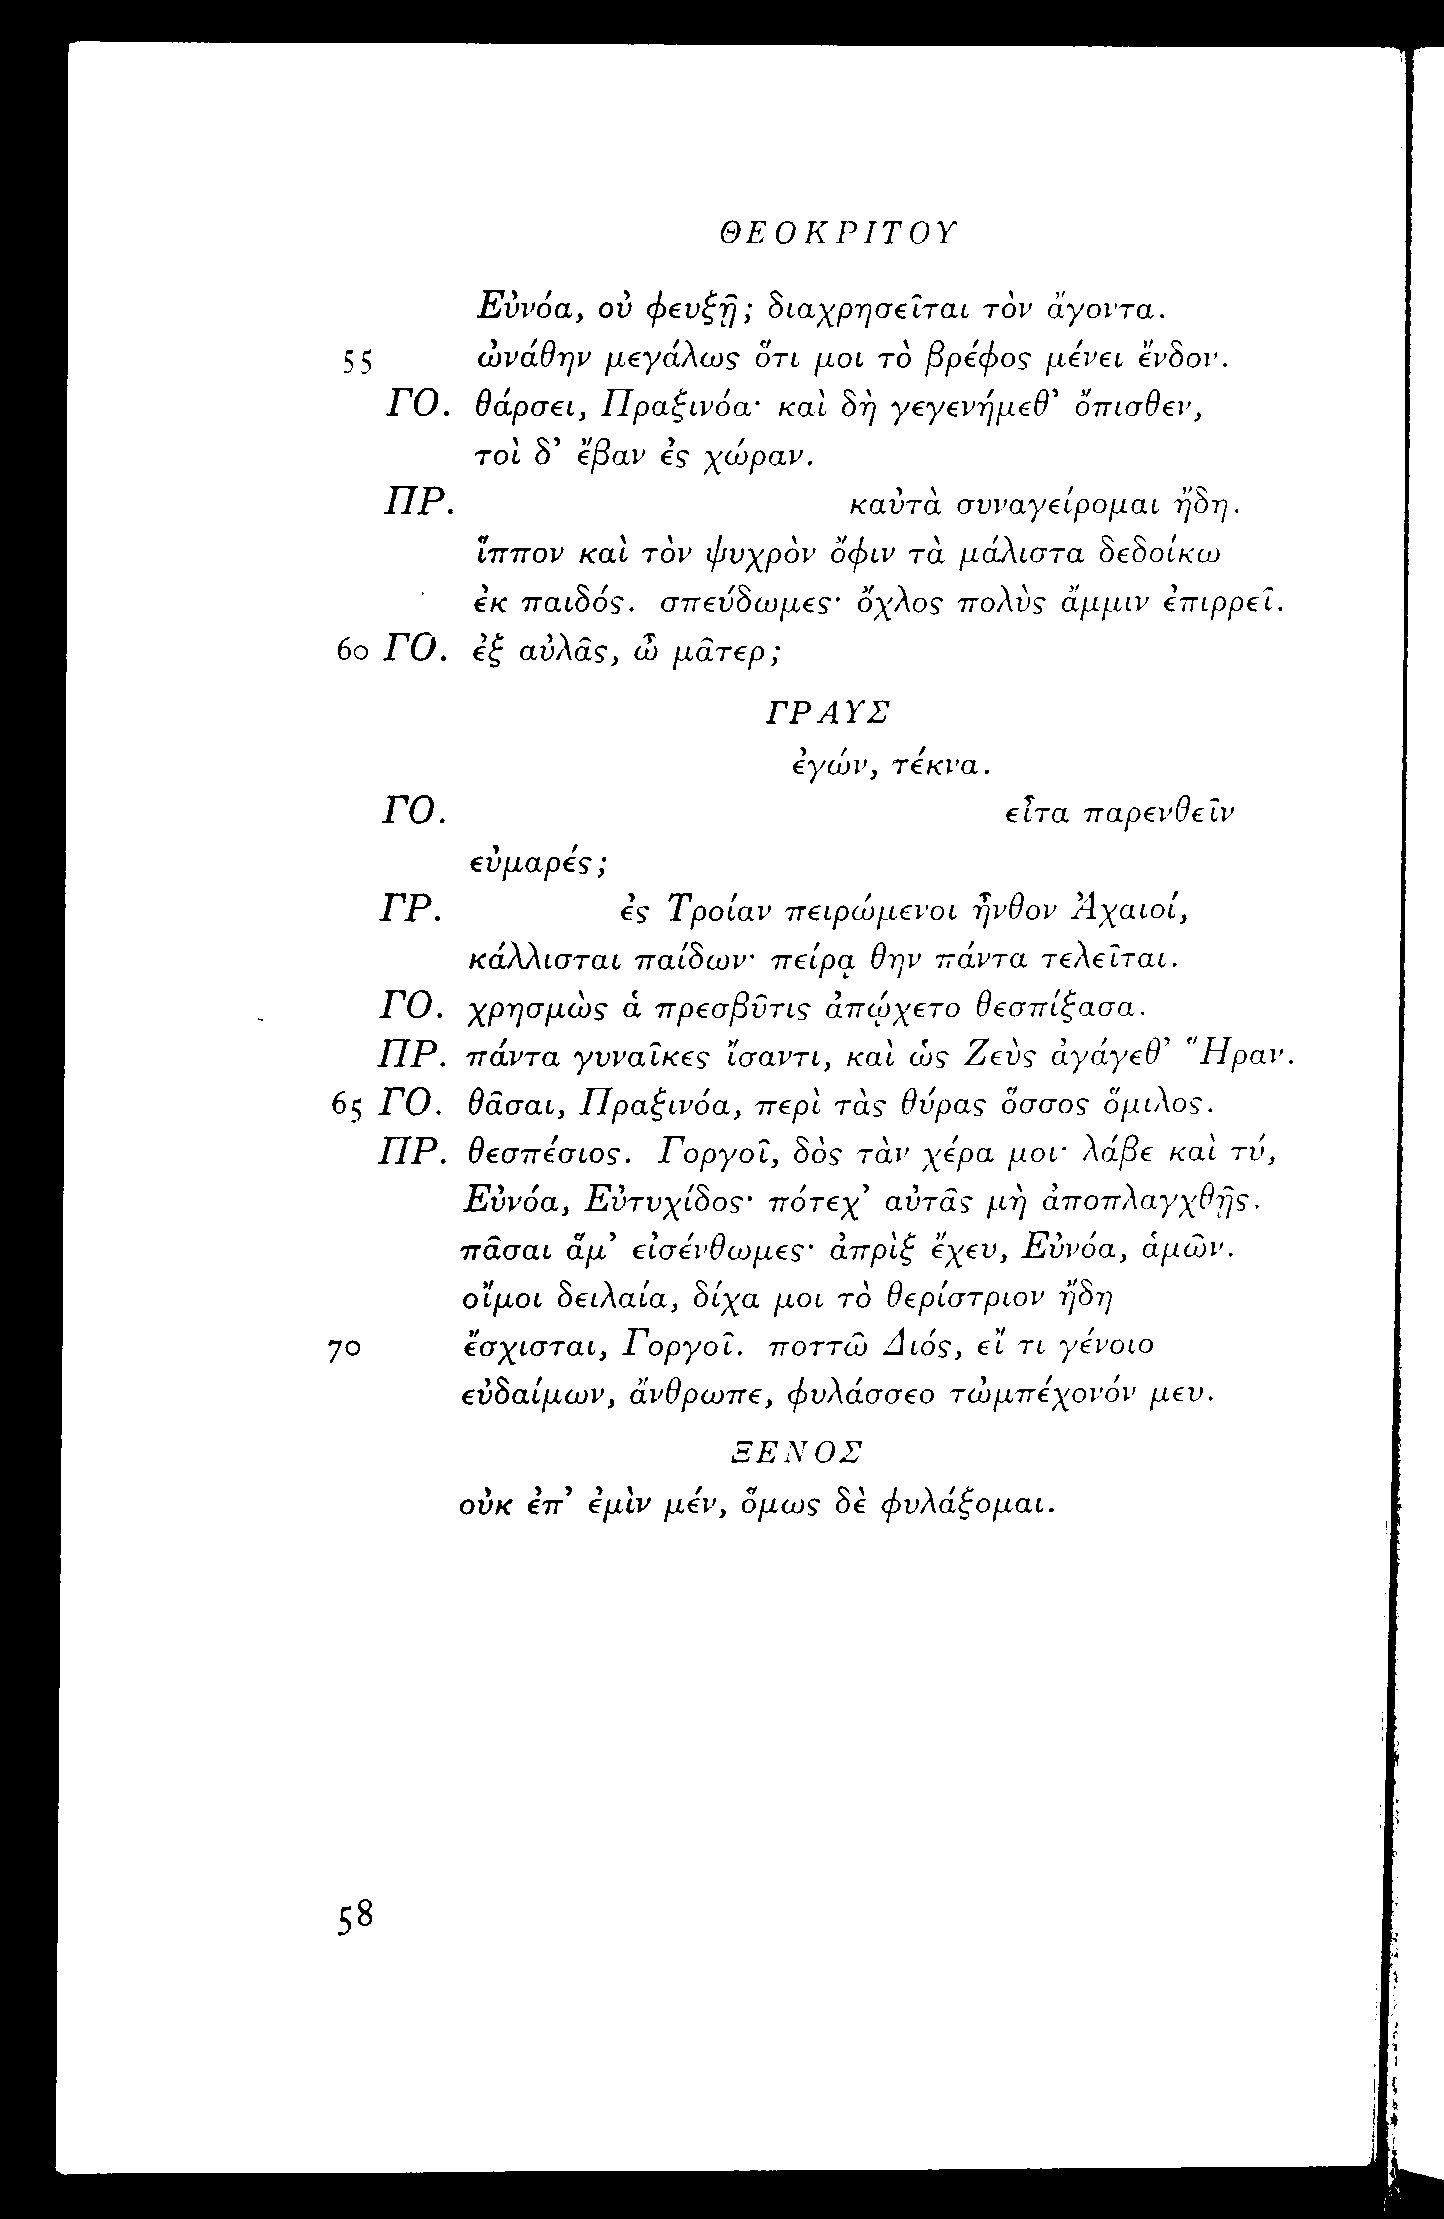 ΘΕΟΚΡΙΤΟΥ
Εὐνόα, οὐ φευξῇ; διαχρησεῖται τὸν ἄγοντα.
55 ὠνάθην μεγάλως ὅτι μοι τὸ βρέφος μένει ἔνδον.
ΓΟ. θάρσει, Πραξινόα· καὶ δὴ γεγενήμεθ’ ὄπισθεν,
τοὶ δ’ ἔβαν ἐς χώραν.
ΠΡ. καὐτὰ συναγείρομαι ἤδη.
ἵππον καὶ τὸν ψυχρὸν ὄφιν τὰ μάλιστα δεδοίκω
ἐκ παιδός. σπεύδωμες· ὄχλος πολὺς ἄμμιν ἐπιρρεῖ.
60 ΓΟ. ἐξ αὐλᾶς, ὦ μᾶτερ;
ΓΡΑΥΣ
ἐγών, τέκνα.
ΓΟ. εἶτα παρενθεῖν
εὐμαρές;
ΓΡ. ἐς Τροίαν πειρώμενοι ἦνθον Ἀχαιοί,
κάλλισται παίδων· πείρᾳ θην πάντα τελεῖται.
ΓΟ. χρησμὼς ἁ πρεσβῦτις ἀπῴχετο θεσπίξασα.
ΠΡ. πάντα γυναῖκες ἴσαντι, καὶ ὡς Ζεὺς ἀγάγεθ’ Ἥραν.
65 ΓΟ. θᾶσαι, Πραξινόα, περὶ τὰς θύρας ὅσσος ὅμιλος.
ΠΡ. θεσπέσιος. Γοργοῖ, δὸς τὰν χέρα μοι· λάβε καὶ τύ,
Εὐνόα, Εὐτυχίδος· πότεχ’ αὐτᾶς μὴ ἀποπλαγχθῇς.
πᾶσαι ἅμ’ εἰσένθωμες· ἀπρὶξ ἔχευ, Εὐνόα, ἁμῶν.
οἴμοι δειλαία, δίχα μοι τὸ θερίστριον ἤδη
70 ἔσχισται, Γοργοῖ. ποττῶ Διός, εἴ τι γένοιο
εὐδαίμων, ἄνθρωπε, φυλάσσεο τὠμπέχονόν μευ.
ΞΕΝΟΣ
οὐκ ἐπ’ ἐμὶν μέν, ὅμως δὲ φυλάξομαι.
58